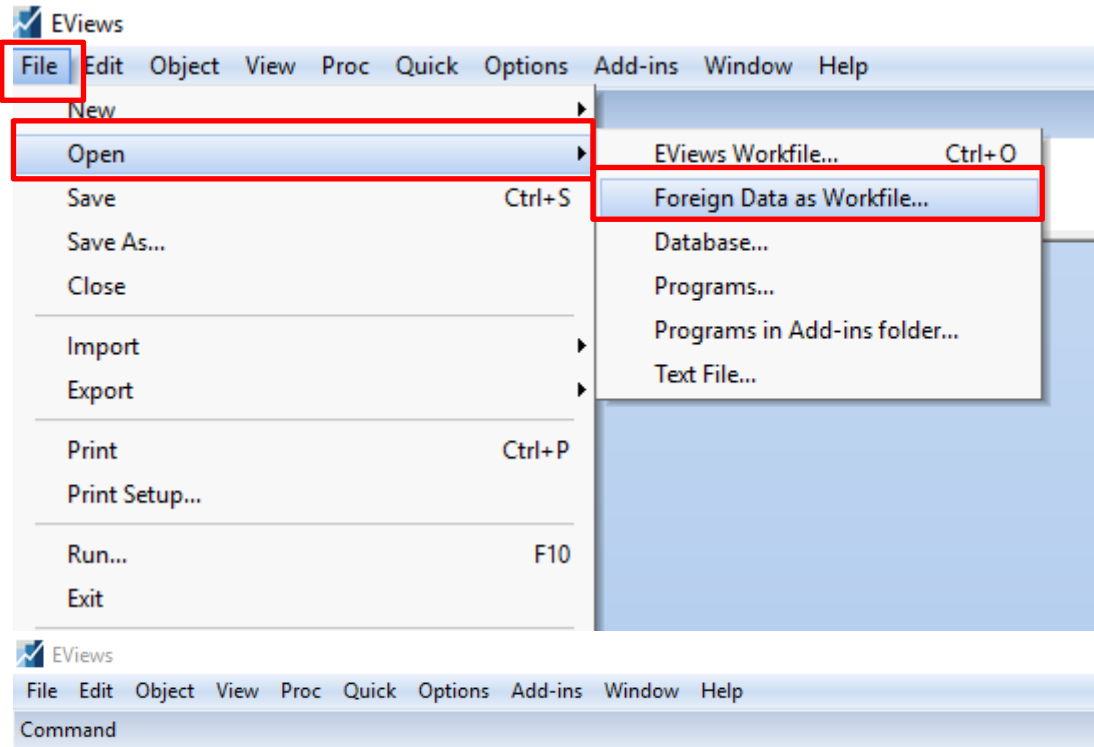 EViews
File Edit Object View Proc Quick Options Add-ins Window Help
New
Open
Save Ctrl+S
Save As...
Close
Import
Export
Print Ctrl+P
Print Setup...
Run... F10
Exit
EViews Workfile... Ctrl+O
Foreign Data as Workfile...
Database...
Programs...
Programs in Add-ins folder...
Text File...
EViews
File Edit Object View Proc Quick Options Add-ins Window Help
Command